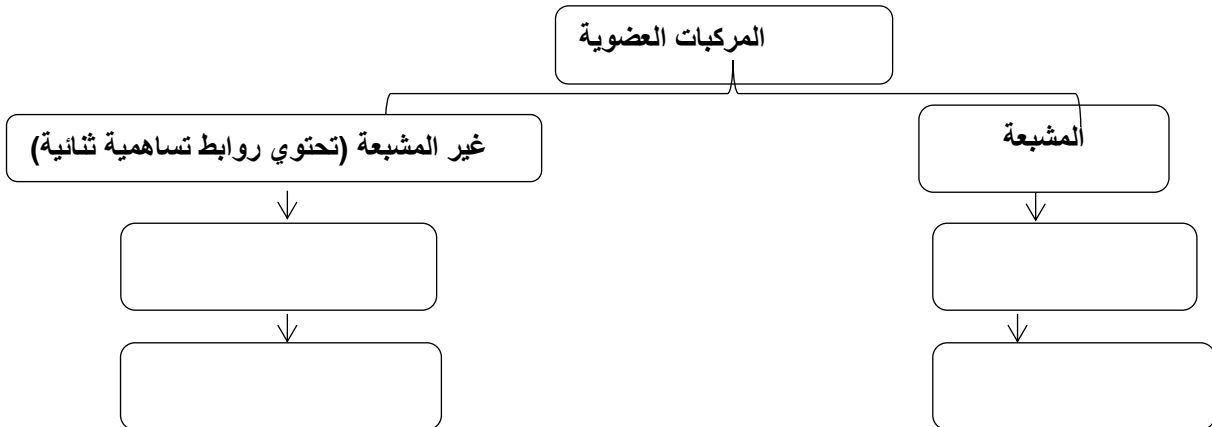 المركبات العضوية
المشبعة
غير المشبعة (تحتوي روابط تساهمية ثنائية)